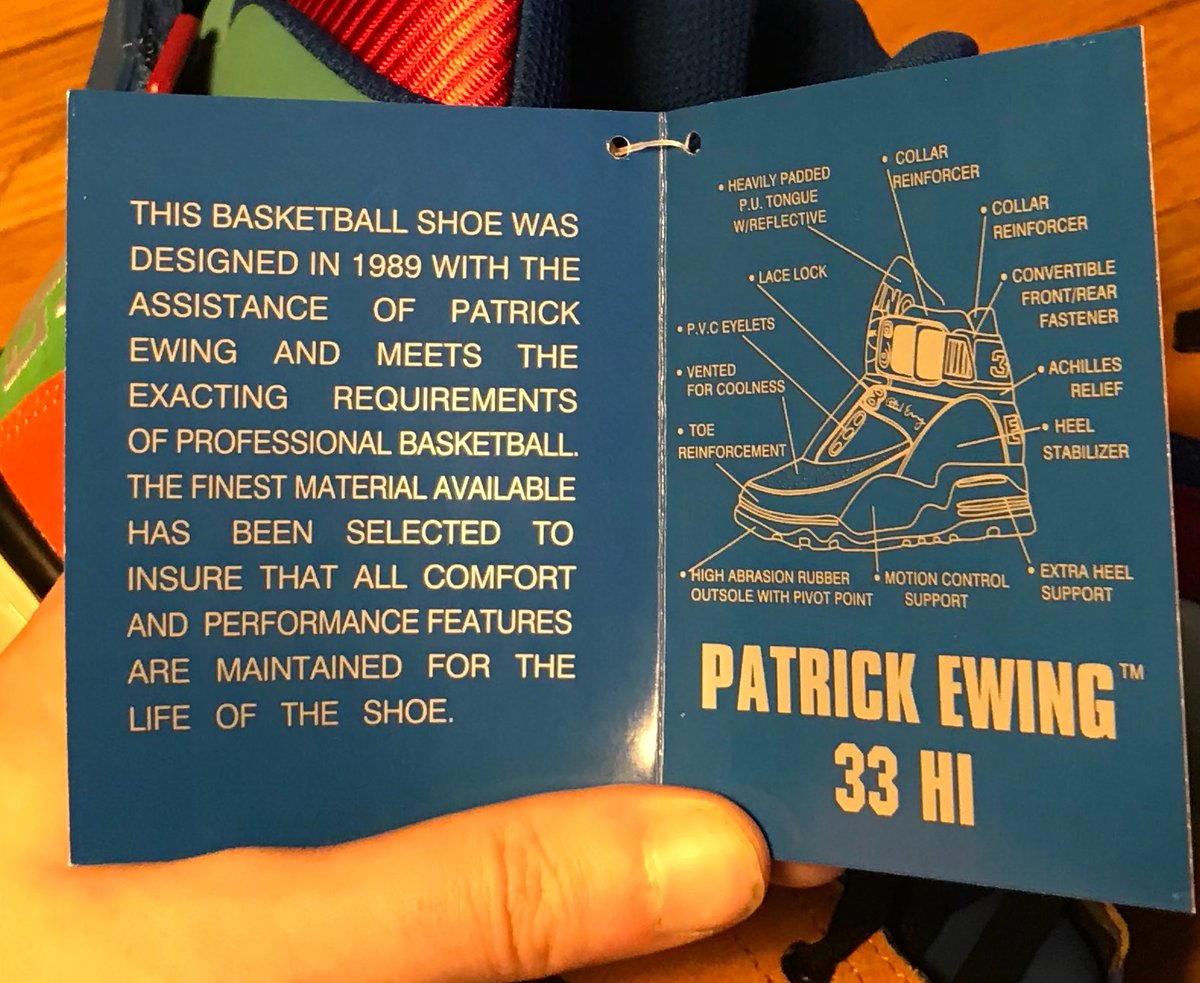 THIS BASKETBALL SHOE WAS
DESIGNED IN 1989 WITH THE
ASSISTANCE OF PATRICK
EWING AND MEETS THE
EXACTING REQUIREMENTS
OF PROFESSIONAL BASKETBALL.
THE FINEST MATERIAL AVAILABLE
HAS BEEN SELECTED TO
INSURE THAT ALL COMFORT
AND PERFORMANCE FEATURES
ARE MAINTAINED FOR THE
LIFE OF THE SHOE.
• COLLAR
REINFORCER
• HEAVILY PADDED
P.U. TONGUE
W/REFLECTIVE
• COLLAR
REINFORCER
• LACE LOCK
• CONVERTIBLE
FRONT/REAR
FASTENER
• P.V.C EYELETS
• VENTED
FOR COOLNESS
• ACHILLES
RELIEF
• TOE
REINFORCEMENT
• HEEL
STABILIZER
• HIGH ABRASION RUBBER
OUTSOLE WITH PIVOT POINT
• MOTION CONTROL
SUPPORT
• EXTRA HEEL
SUPPORT
3
PATRICK EWING™
33 HI